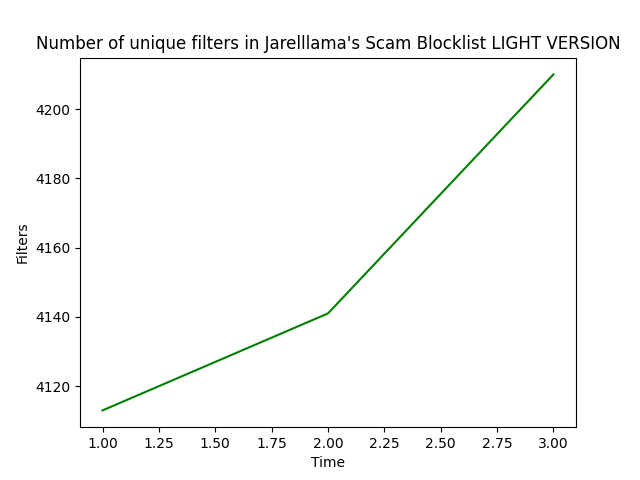 Number of unique filters in Jarelllama's Scam Blocklist LIGHT VERSION
4200
4180
4160
4140
4120
Filters
1.00 1.25 1.50 1.75 2.00 2.25 2.50 2.75 3.00
Time